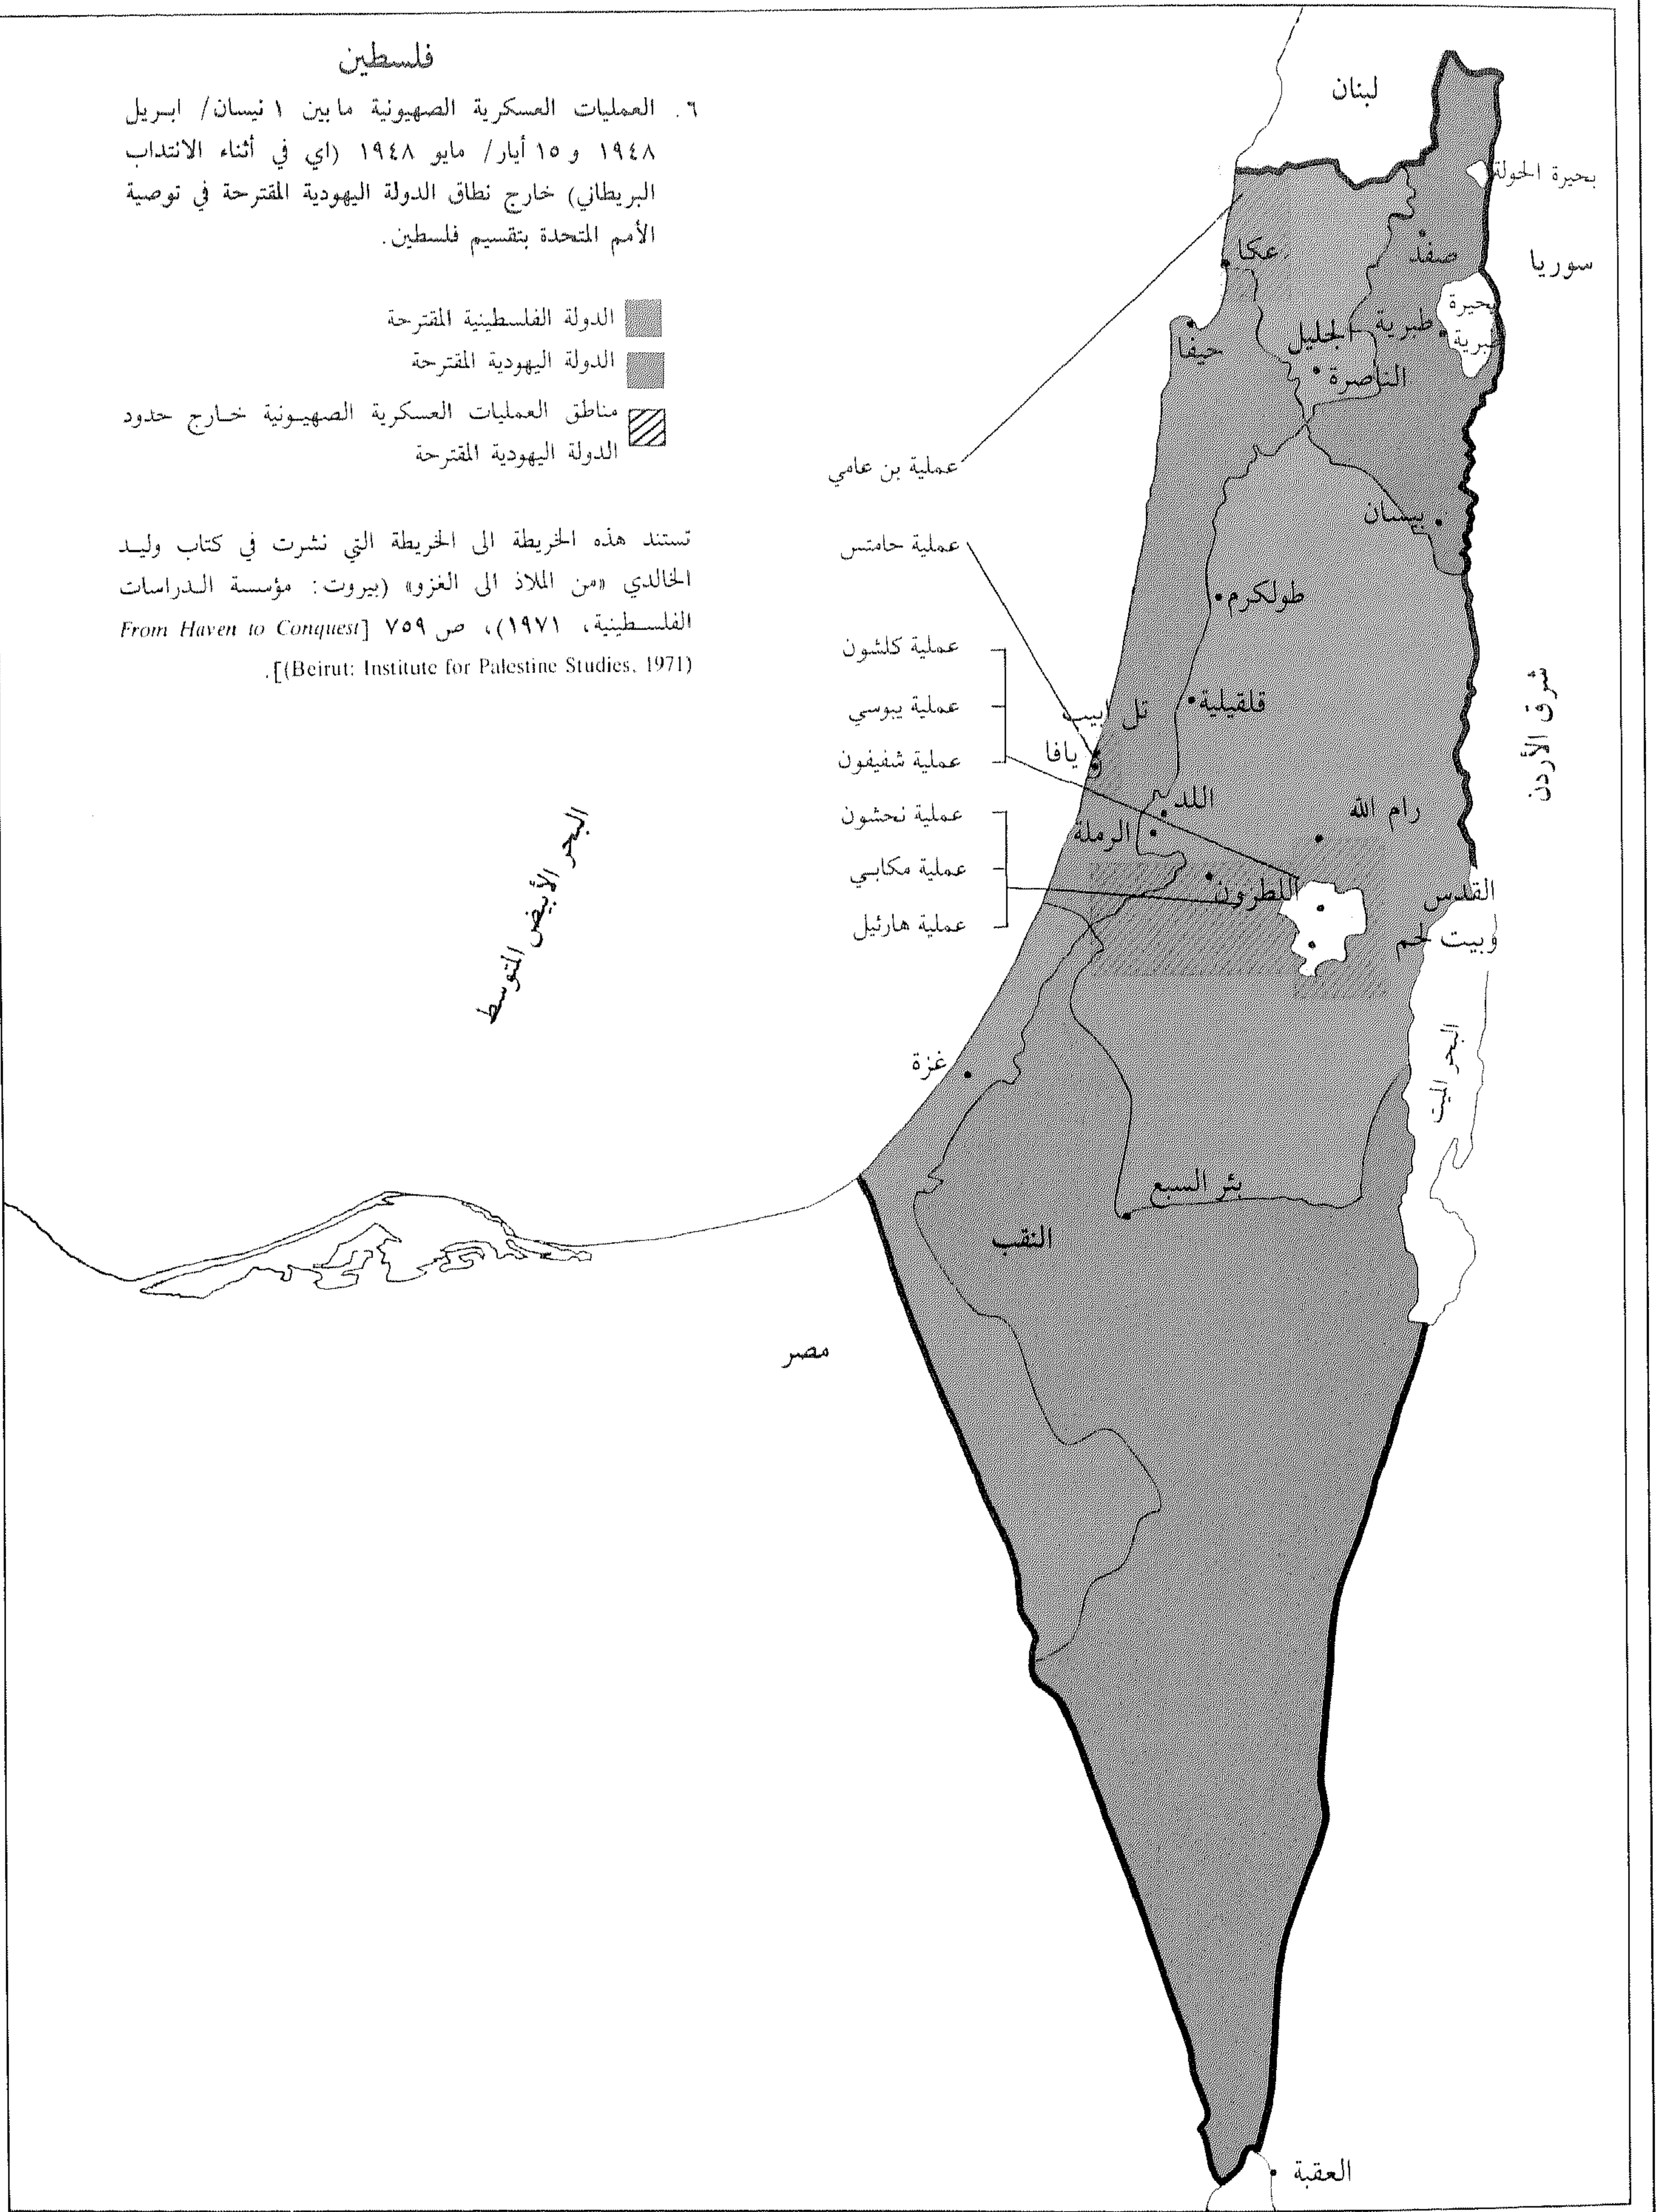 فلسطين
٦. العمليات العسكرية الصهيونية ما بين ١ نيسان/ ابريل
١٩٤٨ و ١٥ أيار/ مايو ١٩٤٨ (اي في أثناء الانتداب
البريطاني) خارج نطاق الدولة اليهودية المقترحة في توصية
الأمم المتحدة بتقسيم فلسطين.
الدولة الفلسطينية المقترحة
الدولة اليهودية المقترحة
مناطق العمليات العسكرية الصهيونية خارج حدود
الدولة اليهودية المقترحة
تستند هذه الخريطة الى الخريطة التي نشرت في كتاب وليد
الخالدي «من الملاذ الى الغزو» (بيروت: مؤسسة الدراسات
الفلسطينية، ١٩٧١)، ص ٧٥٩ [From Haven to Conquest
(Beirut: Institute for Palestine Studies, 1971)].
لبنان
بحيرة الحولة
سوريا
صفد
عكا
بحيرة
طبرية
طبرية
الجليل
حيفا
الناصرة
عملية بن عامي
بيسان
عملية حامتس
طولكرم
عملية كلشون
عملية يبوسي
عملية شفيفون
قلقيلية
تل ابيب
يافا
شرق الأردن
اللد
الرملة
رام الله
عملية نحشون
عملية مكابي
عملية هارئيل
اللطرون
القدس
وبيت لحم
البحر الأبيض المتوسط
البحر الميت
غزة
بئر السبع
النقب
مصر
العقبة